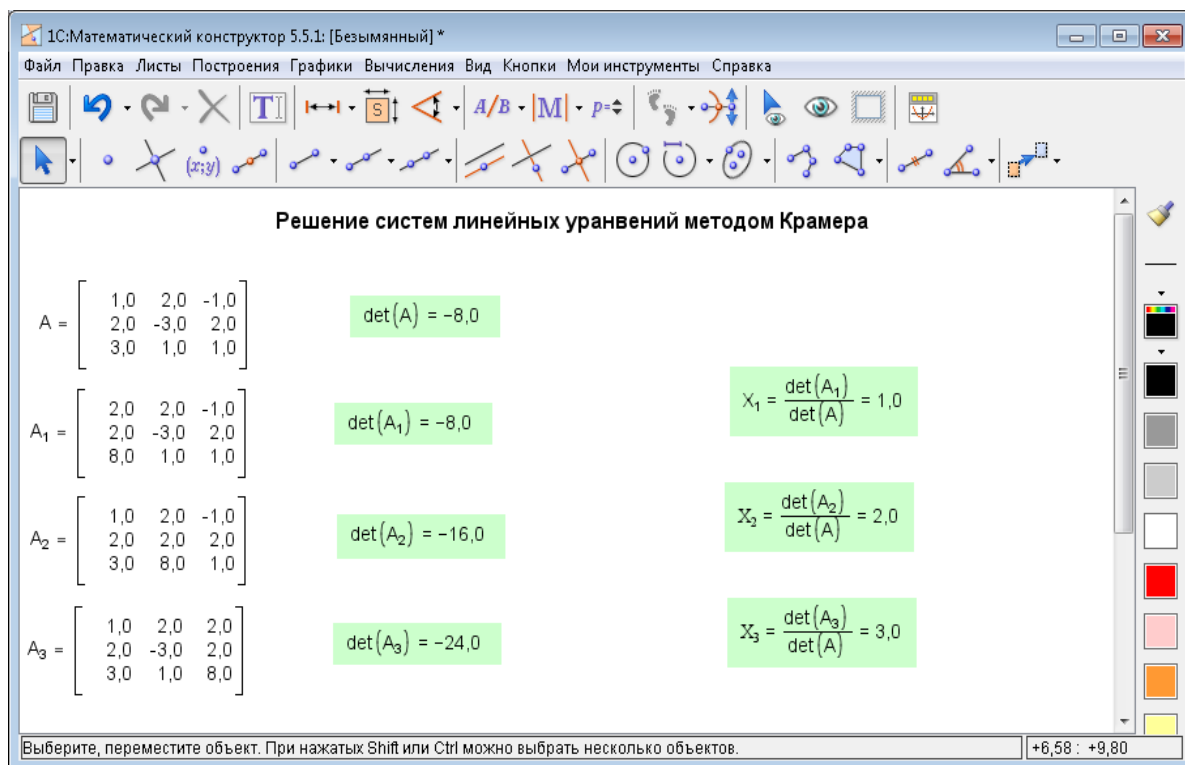 1С:Математический конструктор 5.5.1: [Безымянный] *
Файл Правка Листы Построения Графики Вычисления Вид Кнопки Мои инструменты Справка
T S A/B |M| p=
(x;y)
Решение систем линейных уранвений методом Крамера
A = [ 1,0 2,0 -1,0
2,0 -3,0 2,0
3,0 1,0 1,0 ]
det(A) = −8,0
A₁ = [ 2,0 2,0 -1,0
2,0 -3,0 2,0
8,0 1,0 1,0 ]
det(A₁) = −8,0
X₁ = det(A₁)/det(A) = 1,0
A₂ = [ 1,0 2,0 -1,0
2,0 2,0 2,0
3,0 8,0 1,0 ]
det(A₂) = −16,0
X₂ = det(A₂)/det(A) = 2,0
A₃ = [ 1,0 2,0 2,0
2,0 -3,0 2,0
3,0 1,0 8,0 ]
det(A₃) = −24,0
X₃ = det(A₃)/det(A) = 3,0
Выберите, переместите объект. При нажатых Shift или Ctrl можно выбрать несколько объектов.
+6,58 : +9,80